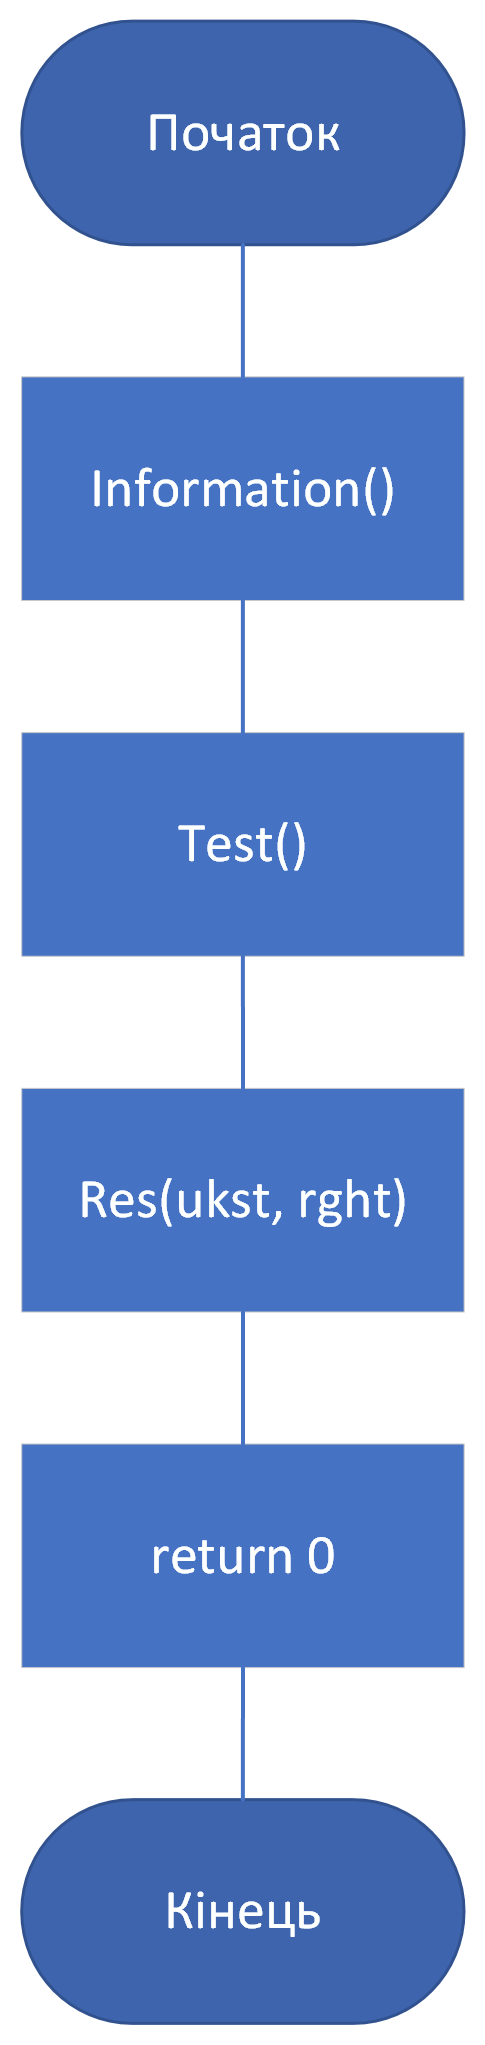 Початок
Information()
Test()
Res(ukst, rght)
return 0
Кінець